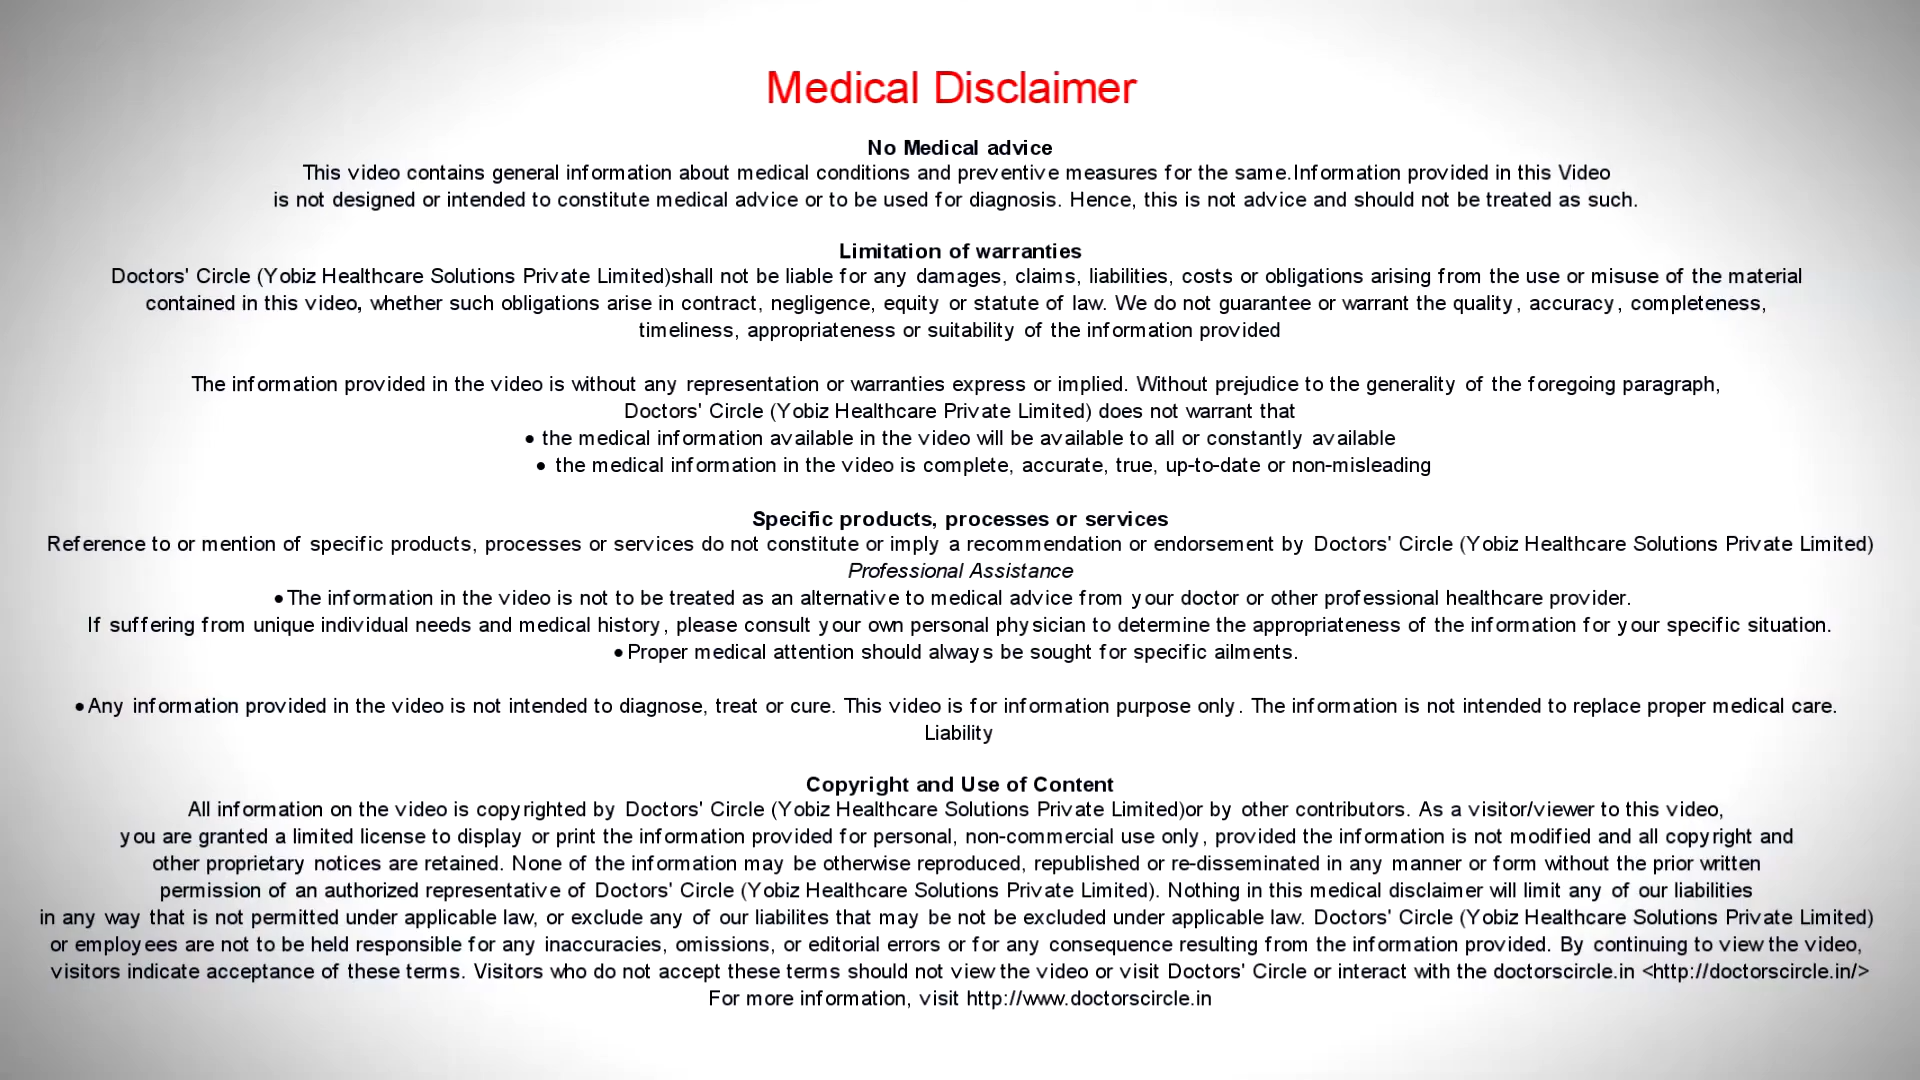 Medical Disclaimer
No Medical advice
This video contains general information about medical conditions and preventive measures for the same.Information provided in this Video
is not designed or intended to constitute medical advice or to be used for diagnosis. Hence, this is not advice and should not be treated as such.
Limitation of warranties
Doctors' Circle (Yobiz Healthcare Solutions Private Limited)shall not be liable for any damages, claims, liabilities, costs or obligations arising from the use or misuse of the material
contained in this video, whether such obligations arise in contract, negligence, equity or statute of law. We do not guarantee or warrant the quality, accuracy, completeness,
timeliness, appropriateness or suitability of the information provided
The information provided in the video is without any representation or warranties express or implied. Without prejudice to the generality of the foregoing paragraph,
Doctors' Circle (Yobiz Healthcare Private Limited) does not warrant that
• the medical information available in the video will be available to all or constantly available
• the medical information in the video is complete, accurate, true, up-to-date or non-misleading
Specific products, processes or services
Reference to or mention of specific products, processes or services do not constitute or imply a recommendation or endorsement by Doctors' Circle (Yobiz Healthcare Solutions Private Limited)
Professional Assistance
•The information in the video is not to be treated as an alternative to medical advice from your doctor or other professional healthcare provider.
If suffering from unique individual needs and medical history, please consult your own personal physician to determine the appropriateness of the information for your specific situation.
•Proper medical attention should always be sought for specific ailments.
•Any information provided in the video is not intended to diagnose, treat or cure. This video is for information purpose only. The information is not intended to replace proper medical care.
Liability
Copyright and Use of Content
All information on the video is copyrighted by Doctors' Circle (Yobiz Healthcare Solutions Private Limited)or by other contributors. As a visitor/viewer to this video,
you are granted a limited license to display or print the information provided for personal, non-commercial use only, provided the information is not modified and all copyright and
other proprietary notices are retained. None of the information may be otherwise reproduced, republished or re-disseminated in any manner or form without the prior written
permission of an authorized representative of Doctors' Circle (Yobiz Healthcare Solutions Private Limited). Nothing in this medical disclaimer will limit any of our liabilities
in any way that is not permitted under applicable law, or exclude any of our liabilites that may be not be excluded under applicable law. Doctors' Circle (Yobiz Healthcare Solutions Private Limited)
or employees are not to be held responsible for any inaccuracies, omissions, or editorial errors or for any consequence resulting from the information provided. By continuing to view the video,
visitors indicate acceptance of these terms. Visitors who do not accept these terms should not view the video or visit Doctors' Circle or interact with the doctorscircle.in <http://doctorscircle.in/>
For more information, visit http://www.doctorscircle.in